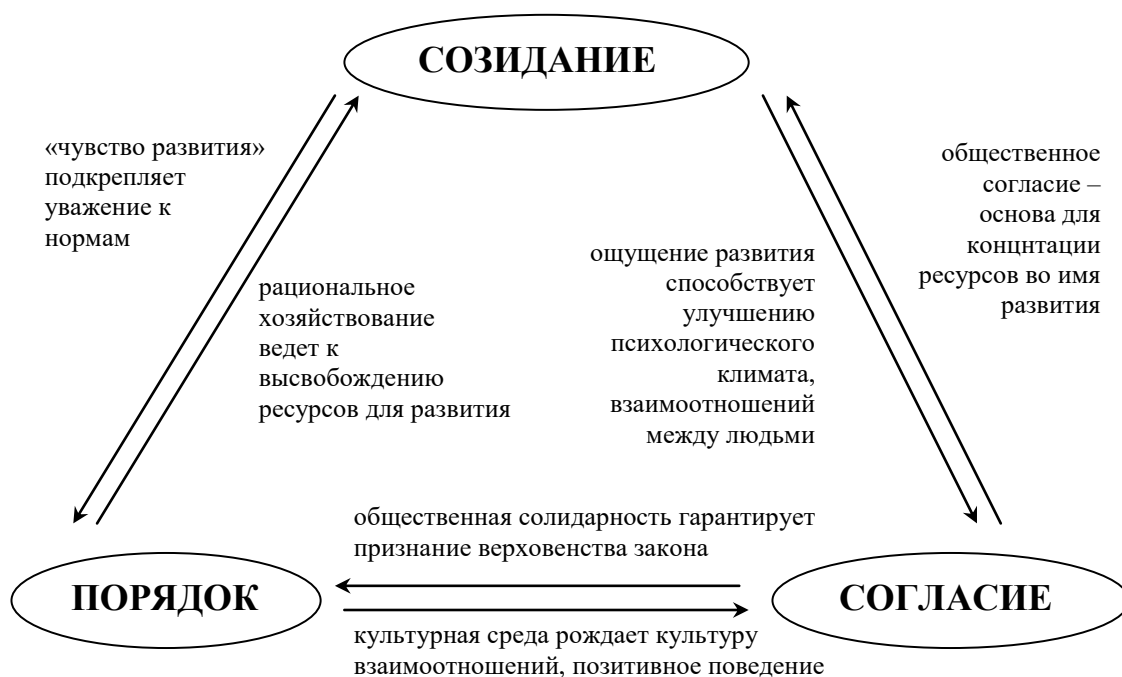 СОЗИДАНИЕ
«чувство развития»
подкрепляет
уважение к
нормам
общественное
согласие –
основа для
концнтации
ресурсов во имя
развития
рациональное
хозяйствование
ведет к
высвобождению
ресурсов для развития
ощущение развития
способствует
улучшению
психологического
климата,
взаимоотношений
между людьми
общественная солидарность гарантирует
признание верховенства закона
ПОРЯДОК
СОГЛАСИЕ
культурная среда рождает культуру
взаимоотношений, позитивное поведение